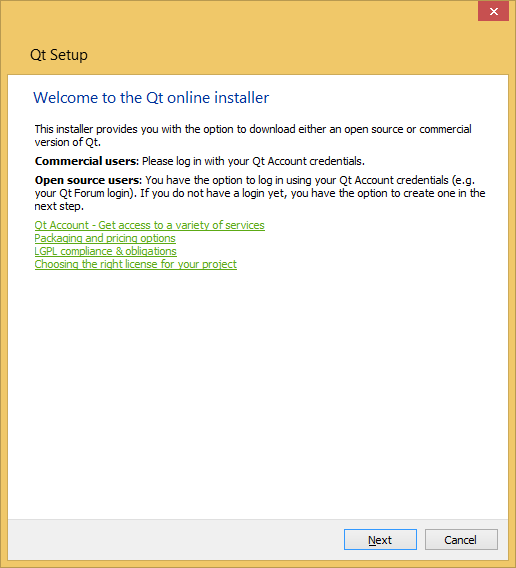 Qt Setup
Welcome to the Qt online installer
This installer provides you with the option to download either an open source or commercial
version of Qt.
Commercial users: Please log in with your Qt Account credentials.
Open source users: You have the option to log in using your Qt Account credentials (e.g.
your Qt Forum login). If you do not have a login yet, you have the option to create one in the
next step.
Qt Account - Get access to a variety of services
Packaging and pricing options
LGPL compliance & obligations
Choosing the right license for your project
Next
Cancel